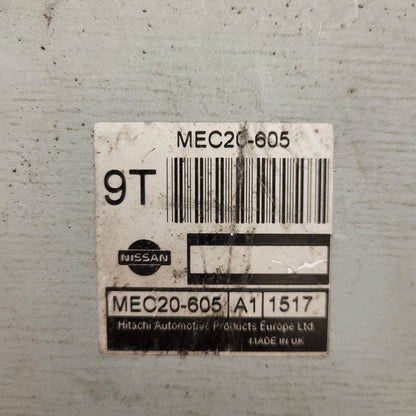 MEC20-605
9T
NISSAN
MEC20-605 A1 1517
Hitachi Automotive Products Europe Ltd.
MADE IN UK